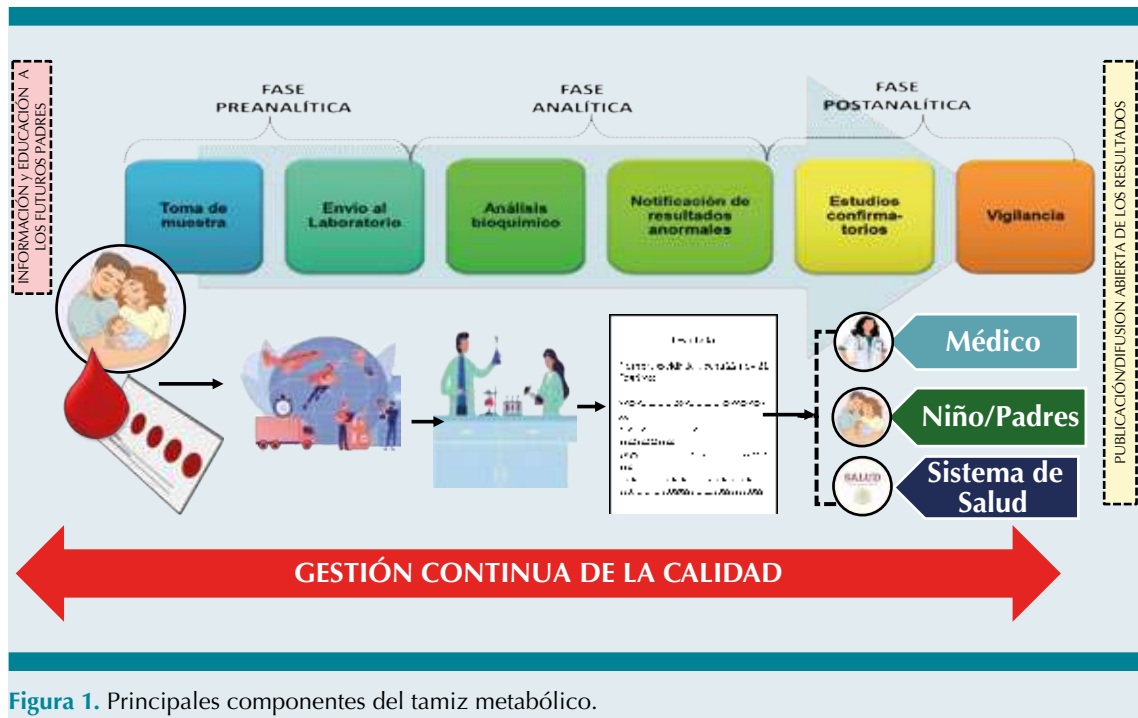 INFORMACIÓN y EDUCACIÓN A
LOS FUTUROS PADRES
FASE
PREANALÍTICA
FASE
ANALÍTICA
FASE
POSTANALÍTICA
Toma de
muestra
Envío al
Laboratorio
Análisis
bioquímico
Notificación de
resultados
anormales
Estudios
confirma-
torios
Vigilancia
Médico
Niño/Padres
SALUD
Sistema de
Salud
PUBLICACIÓN/DIFUSION ABIERTA DE LOS RESULTADOS
GESTIÓN CONTINUA DE LA CALIDAD
Figura 1. Principales componentes del tamiz metabólico.